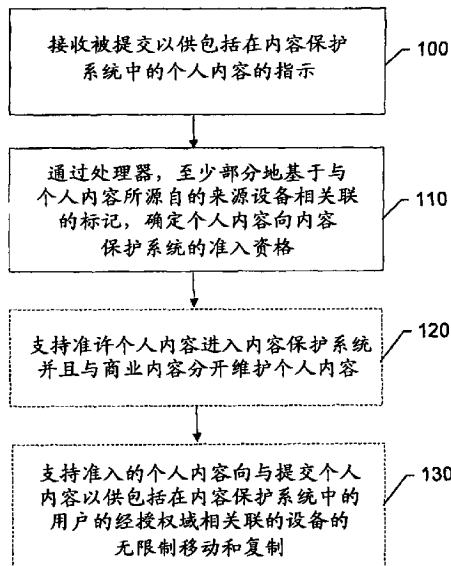 接收被提交以供包括在内容保护
系统中的个人内容的指示
100
通过处理器，至少部分地基于与
个人内容所源自的来源设备相关联
的标记，确定个人内容向内容
保护系统的准入资格
110
支持准许个人内容进入内容保护系统
并且与商业内容分开维护个人内容
120
支持准入的个人内容向与提交个人
内容以供包括在内容保护系统中的
用户的经授权域相关联的设备的
无限制移动和复制
130